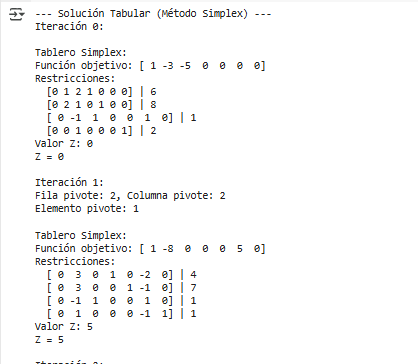 --- Solución Tabular (Método Simplex) ---
Iteración 0:
Tablero Simplex:
Función objetivo: [ 1 -3 -5 0 0 0 0]
Restricciones:
[0 1 2 1 0 0 0] | 6
[0 2 1 0 1 0 0] | 8
[ 0 -1 1 0 0 1 0] | 1
[0 0 1 0 0 0 1] | 2
Valor Z: 0
Z = 0
Iteración 1:
Fila pivote: 2, Columna pivote: 2
Elemento pivote: 1
Tablero Simplex:
Función objetivo: [ 1 -8 0 0 0 5 0]
Restricciones:
[ 0 3 0 1 0 -2 0] | 4
[ 0 3 0 0 1 -1 0] | 7
[ 0 -1 1 0 0 1 0] | 1
[ 0 1 0 0 0 -1 1] | 1
Valor Z: 5
Z = 5